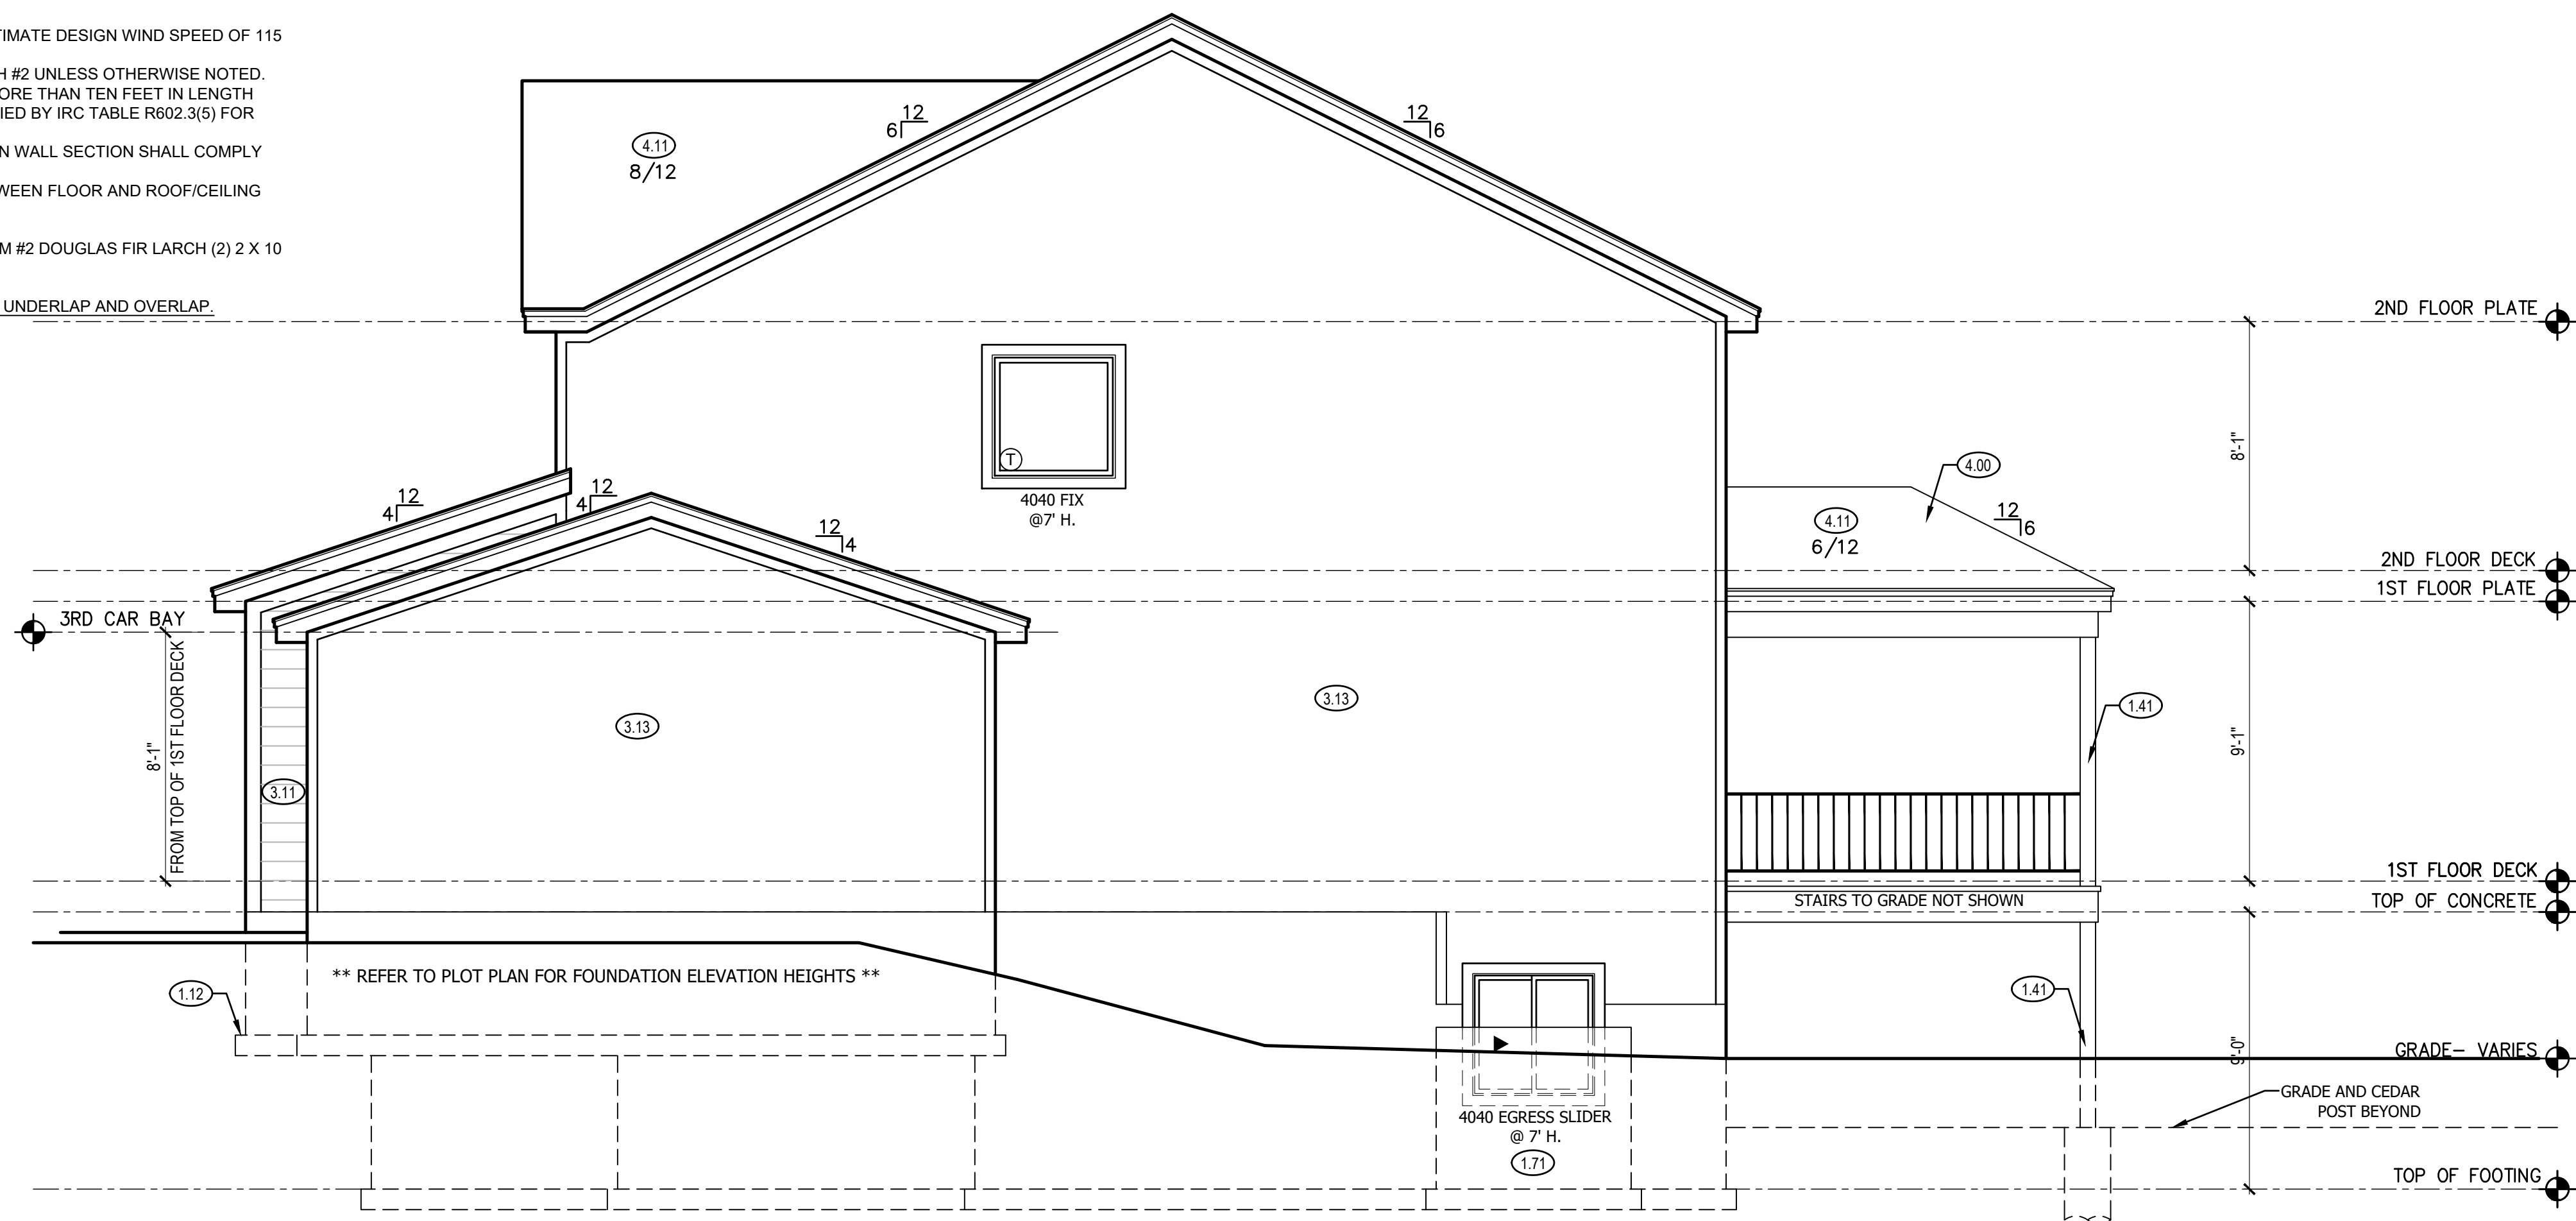 TIMATE DESIGN WIND SPEED OF 115
H #2 UNLESS OTHERWISE NOTED.
ORE THAN TEN FEET IN LENGTH
IED BY IRC TABLE R602.3(5) FOR
N WALL SECTION SHALL COMPLY
WEEN FLOOR AND ROOF/CEILING
M #2 DOUGLAS FIR LARCH (2) 2 X 10
UNDERLAP AND OVERLAP.
12
6
12
6
4.11
8/12
2ND FLOOR PLATE
T
4040 FIX
@7' H.
8'-1"
4.00
12
4
12
4
12
4
4.11
6/12
12
6
2ND FLOOR DECK
1ST FLOOR PLATE
3RD CAR BAY
8'-1"
FROM TOP OF 1ST FLOOR DECK
3.11
3.13
3.13
1.41
9'-1"
1ST FLOOR DECK
STAIRS TO GRADE NOT SHOWN
TOP OF CONCRETE
** REFER TO PLOT PLAN FOR FOUNDATION ELEVATION HEIGHTS **
1.12
1.41
9'-0"
GRADE- VARIES
GRADE AND CEDAR
POST BEYOND
4040 EGRESS SLIDER
@ 7' H.
1.71
TOP OF FOOTING